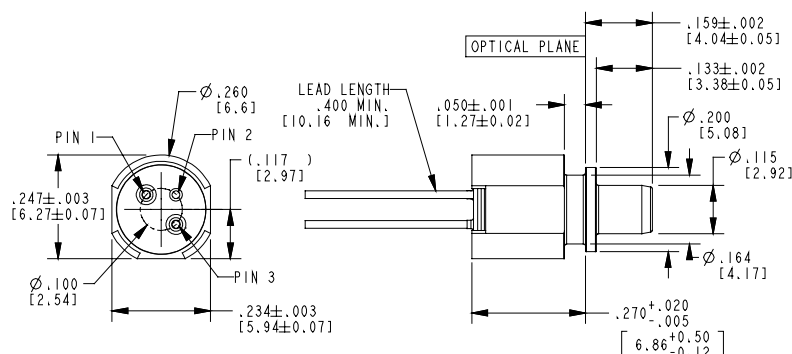 .159±.002
[4.04±0.05]
OPTICAL PLANE
.133±.002
[3.38±0.05]
Ø.260
[6.6]
LEAD LENGTH
.400 MIN.
[10.16 MIN.]
.050±.001
[1.27±0.02]
Ø.200
[5.08]
PIN 1
PIN 2
(.117 )
[2.97]
Ø.115
[2.92]
.247±.003
[6.27±0.07]
Ø.164
[4.17]
PIN 3
Ø.100
[2.54]
.234±.003
[5.94±0.07]
.270+.020
-.005
[6.86+0.50
-0.12]